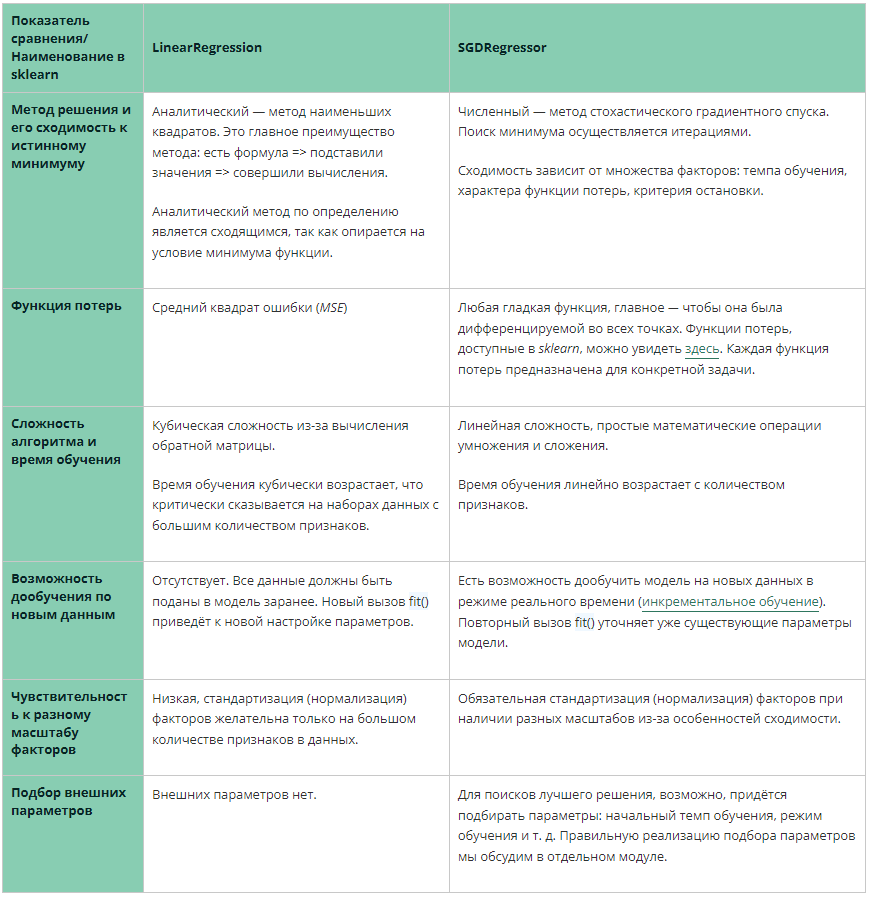 Показатель
сравнения/
Наименование в
sklearn
LinearRegression
SGDRegressor
Метод решения и
его сходимость к
истинному
минимуму
Аналитический — метод наименьших
квадратов. Это главное преимущество
метода: есть формула => подставили
значения => совершили вычисления.
Аналитический метод по определению
является сходящимся, так как опирается на
условие минимума функции.
Численный — метод стохастического градиентного спуска.
Поиск минимума осуществляется итерациями.
Сходимость зависит от множества факторов: темпа обучения,
характера функции потерь, критерия остановки.
Функция потерь
Средний квадрат ошибки (MSE)
Любая гладкая функция, главное — чтобы она была
дифференцируемой во всех точках. Функции потерь,
доступные в sklearn, можно увидеть здесь. Каждая функция
потерь предназначена для конкретной задачи.
Сложность
алгоритма и
время обучения
Кубическая сложность из-за вычисления
обратной матрицы.
Время обучения кубически возрастает, что
критически сказывается на наборах данных с
большим количеством признаков.
Линейная сложность, простые математические операции
умножения и сложения.
Время обучения линейно возрастает с количеством
признаков.
Возможность
дообучения по
новым данным
Отсутствует. Все данные должны быть
поданы в модель заранее. Новый вызов fit()
приведёт к новой настройке параметров.
Есть возможность дообучить модель на новых данных в
режиме реального времени (инкрементальное обучение).
Повторный вызов fit() уточняет уже существующие параметры
модели.
Чувствительност
ь к разному
масштабу
факторов
Низкая, стандартизация (нормализация)
факторов желательна только на большом
количестве признаков в данных.
Обязательная стандартизация (нормализация) факторов при
наличии разных масштабов из-за особенностей сходимости.
Подбор внешних
параметров
Внешних параметров нет.
Для поисков лучшего решения, возможно, придётся
подбирать параметры: начальный темп обучения, режим
обучения и т. д. Правильную реализацию подбора параметров
мы обсудим в отдельном модуле.